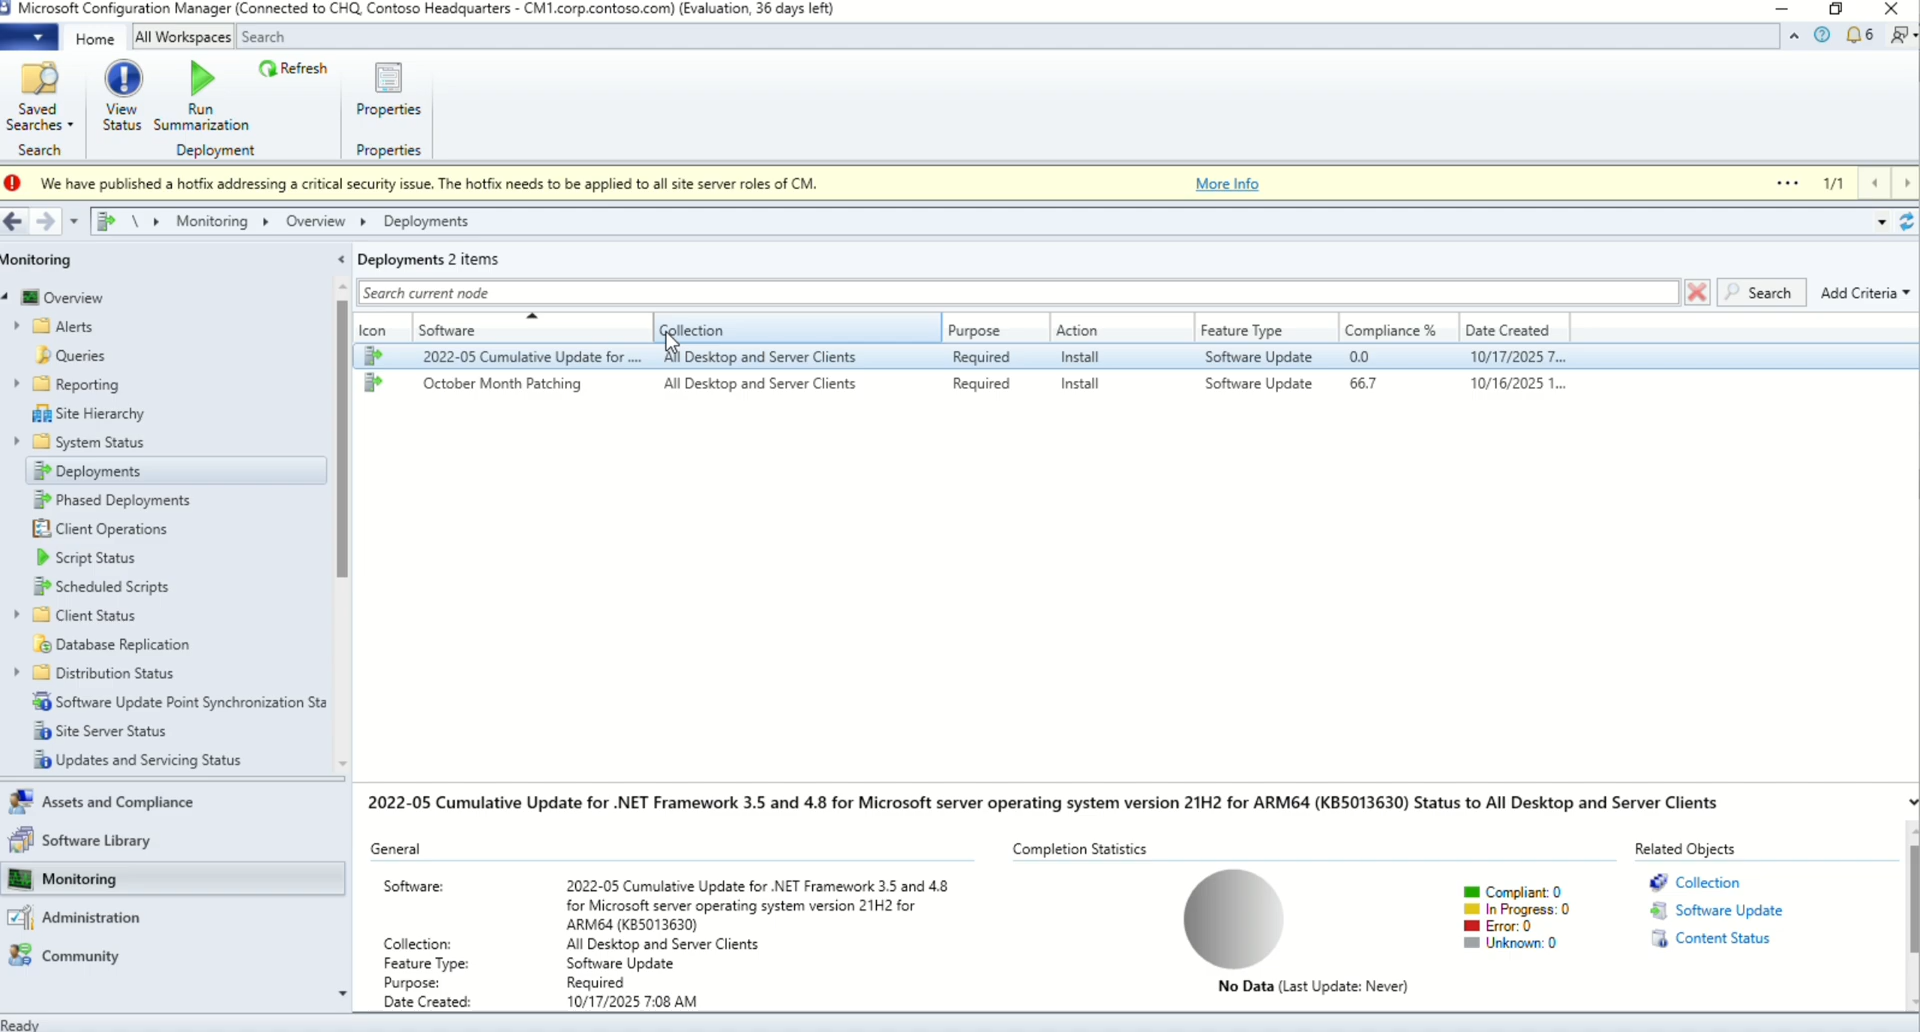 Microsoft Configuration Manager (Connected to CHQ, Contoso Headquarters - CM1.corp.contoso.com) (Evaluation, 36 days left)
Home
All Workspaces
Search
6
Saved
Searches
Search
View
Status
Run
Summarization
Refresh
Deployment
Properties
Properties
We have published a hotfix addressing a critical security issue. The hotfix needs to be applied to all site server roles of CM.
More Info
... 1/1
\ Monitoring Overview Deployments
Monitoring
Overview
Alerts
Queries
Reporting
Site Hierarchy
System Status
Deployments
Phased Deployments
Client Operations
Script Status
Scheduled Scripts
Client Status
Database Replication
Distribution Status
Software Update Point Synchronization Sta
Site Server Status
Updates and Servicing Status
Assets and Compliance
Software Library
Monitoring
Administration
Community
Deployments 2 items
Search current node
Search
Add Criteria
Icon Software Collection Purpose Action Feature Type Compliance % Date Created
2022-05 Cumulative Update for .... All Desktop and Server Clients Required Install Software Update 0.0 10/17/2025 7...
October Month Patching All Desktop and Server Clients Required Install Software Update 66.7 10/16/2025 1...
2022-05 Cumulative Update for .NET Framework 3.5 and 4.8 for Microsoft server operating system version 21H2 for ARM64 (KB5013630) Status to All Desktop and Server Clients
General
Software: 2022-05 Cumulative Update for .NET Framework 3.5 and 4.8
for Microsoft server operating system version 21H2 for
ARM64 (KB5013630)
Collection: All Desktop and Server Clients
Feature Type: Software Update
Purpose: Required
Date Created: 10/17/2025 7:08 AM
Completion Statistics
Compliant: 0
In Progress: 0
Error: 0
Unknown: 0
No Data (Last Update: Never)
Related Objects
Collection
Software Update
Content Status
Ready